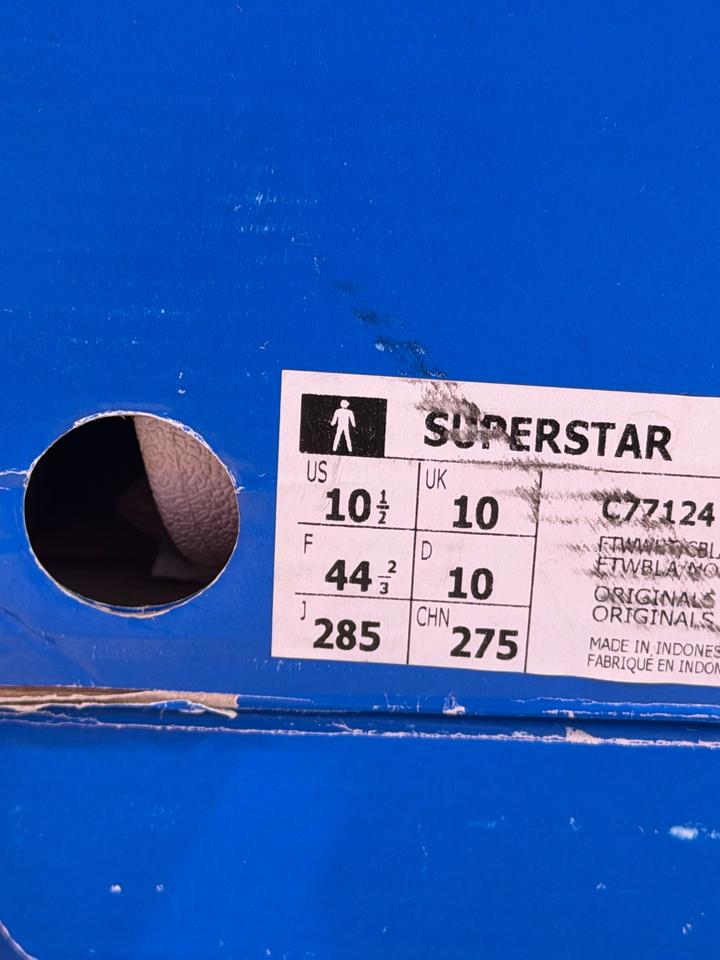 SUPERSTAR
US 10 1/2 UK 10
F 44 2/3 D 10
J 285 CHN 275
C77124
ORIGINALS
ORIGINALS
MADE IN INDONES
FABRIQUÉ EN INDON